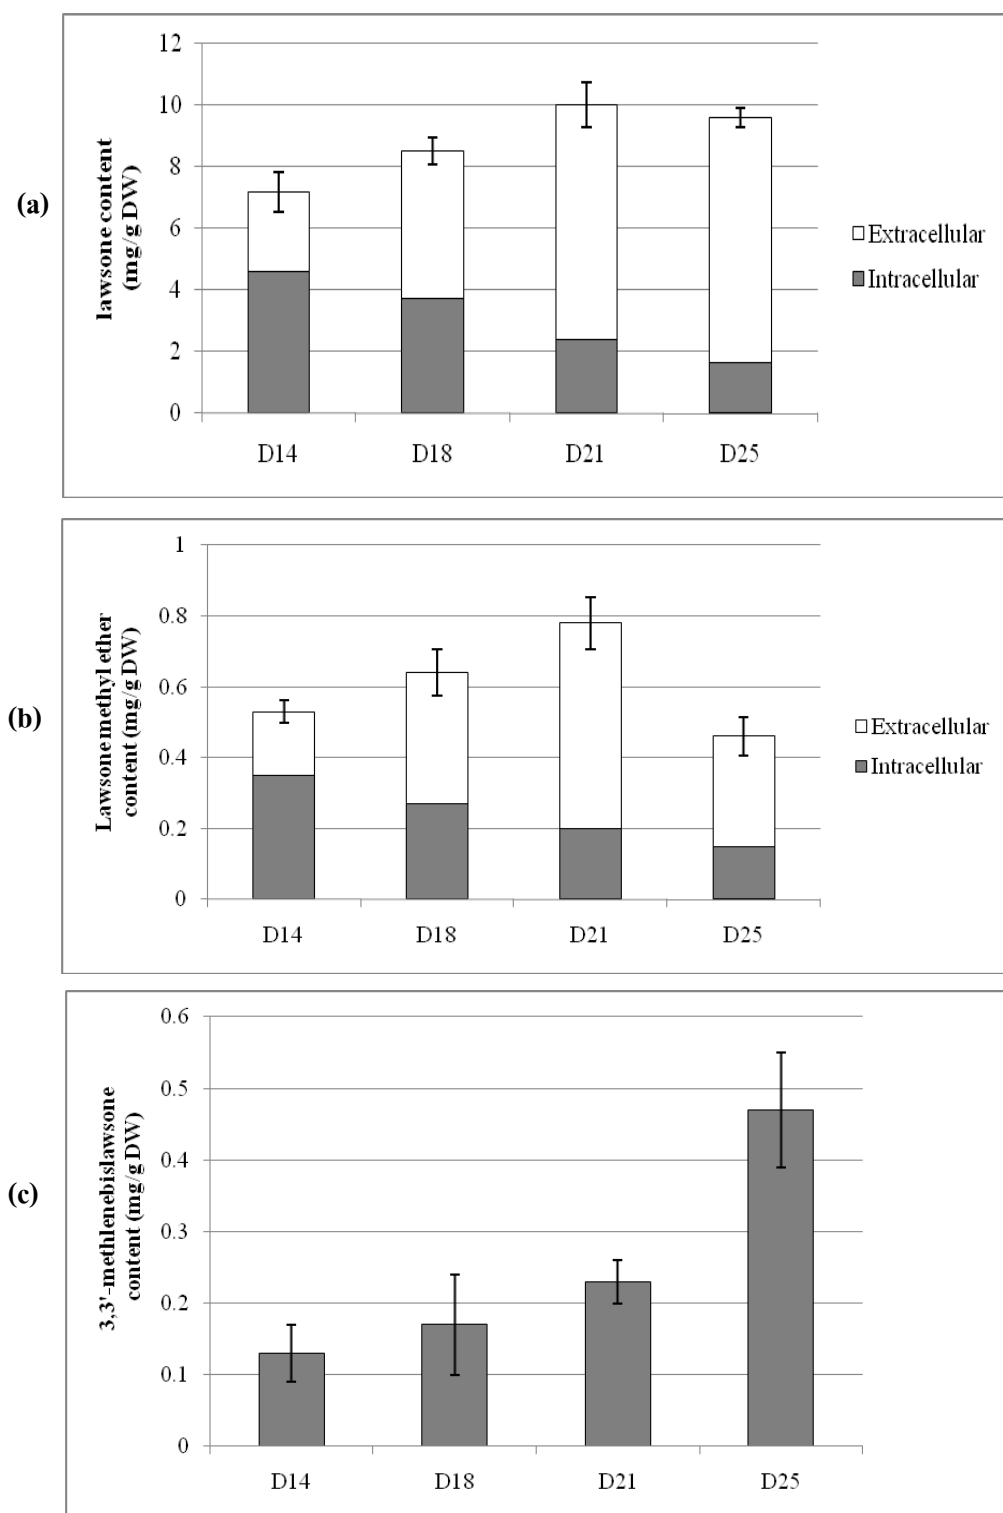 (a)
lawsone content
(mg/g DW)
12
10
8
6
4
2
0
D14 D18 D21 D25
Extracellular
Intracellular
(b)
Lawsone methyl ether
content (mg/g DW)
1
0.8
0.6
0.4
0.2
0
D14 D18 D21 D25
Extracellular
Intracellular
(c)
3,3'-methlenebislawsone
content (mg/g DW)
0.6
0.5
0.4
0.3
0.2
0.1
0
D14 D18 D21 D25